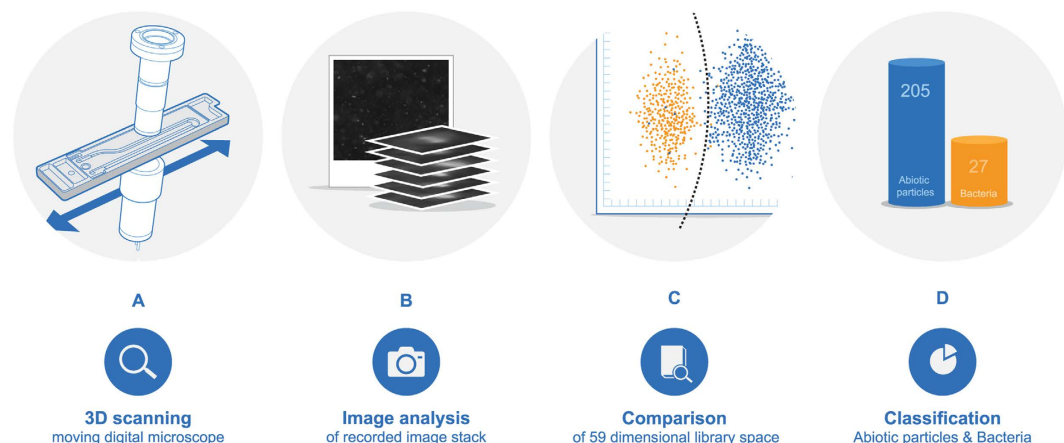 205
Abiotic
particles
27
Bacteria
A
B
C
D
3D scanning
moving digital microscope
Image analysis
of recorded image stack
Comparison
of 59 dimensional library space
Classification
Abiotic particles & Bacteria